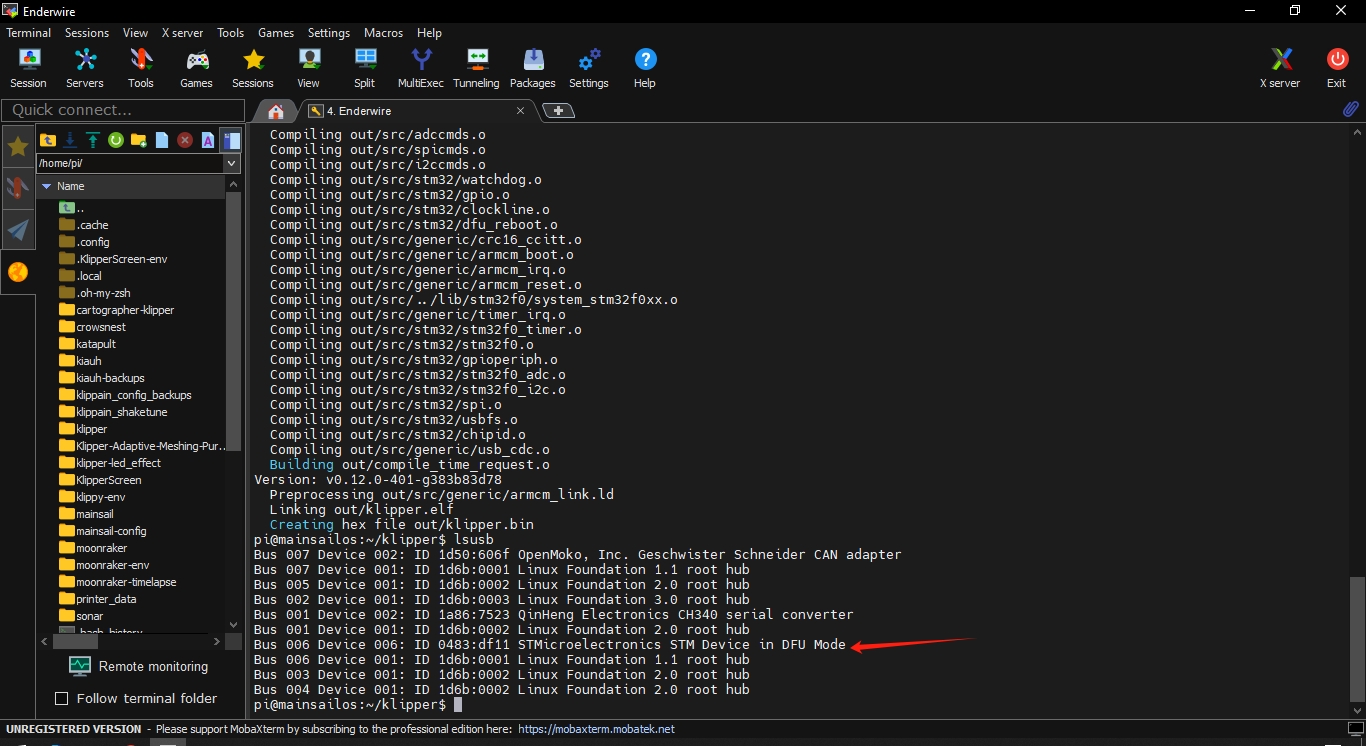 Enderwire
Terminal Sessions View X server Tools Games Settings Macros Help
Session Servers Tools Games Sessions View Split MultiExec Tunneling Packages Settings Help X server Exit
Quick connect...
4. Enderwire
/home/pi/
Name
..
.cache
.config
.KlipperScreen-env
.local
.oh-my-zsh
cartographer-klipper
crowsnest
katapult
kiauh
kiauh-backups
klippain_config_backups
klippain_shaketune
klipper
Klipper-Adaptive-Meshing-Pur..
klipper-led_effect
KlipperScreen
klippy-env
mainsail
mainsail-config
moonraker
moonraker-env
moonraker-timelapse
printer_data
sonar
.bash_history
Remote monitoring
Follow terminal folder
Compiling out/src/adccmds.o
Compiling out/src/spicmds.o
Compiling out/src/i2ccmds.o
Compiling out/src/stm32/watchdog.o
Compiling out/src/stm32/gpio.o
Compiling out/src/stm32/clockline.o
Compiling out/src/stm32/dfu_reboot.o
Compiling out/src/generic/crc16_ccitt.o
Compiling out/src/generic/armcm_boot.o
Compiling out/src/generic/armcm_irq.o
Compiling out/src/generic/armcm_reset.o
Compiling out/src/../lib/stm32f0/system_stm32f0xx.o
Compiling out/src/generic/timer_irq.o
Compiling out/src/stm32/stm32f0_timer.o
Compiling out/src/stm32/stm32f0.o
Compiling out/src/stm32/gpioperiph.o
Compiling out/src/stm32/stm32f0_adc.o
Compiling out/src/stm32/stm32f0_i2c.o
Compiling out/src/stm32/spi.o
Compiling out/src/stm32/usbfs.o
Compiling out/src/stm32/chipid.o
Compiling out/src/generic/usb_cdc.o
Building out/compile_time_request.o
Version: v0.12.0-401-g383b83d78
Preprocessing out/src/generic/armcm_link.ld
Linking out/klipper.elf
Creating hex file out/klipper.bin
pi@mainsailos:~/klipper$ lsusb
Bus 007 Device 002: ID 1d50:606f OpenMoko, Inc. Geschwister Schneider CAN adapter
Bus 007 Device 001: ID 1d6b:0001 Linux Foundation 1.1 root hub
Bus 005 Device 001: ID 1d6b:0002 Linux Foundation 2.0 root hub
Bus 002 Device 001: ID 1d6b:0003 Linux Foundation 3.0 root hub
Bus 001 Device 002: ID 1a86:7523 QinHeng Electronics CH340 serial converter
Bus 001 Device 001: ID 1d6b:0002 Linux Foundation 2.0 root hub
Bus 006 Device 006: ID 0483:df11 STMicroelectronics STM Device in DFU Mode
Bus 006 Device 001: ID 1d6b:0001 Linux Foundation 1.1 root hub
Bus 003 Device 001: ID 1d6b:0002 Linux Foundation 2.0 root hub
Bus 004 Device 001: ID 1d6b:0002 Linux Foundation 2.0 root hub
pi@mainsailos:~/klipper$
UNREGISTERED VERSION - Please support MobaXterm by subscribing to the professional edition here: https://mobaxterm.mobatek.net